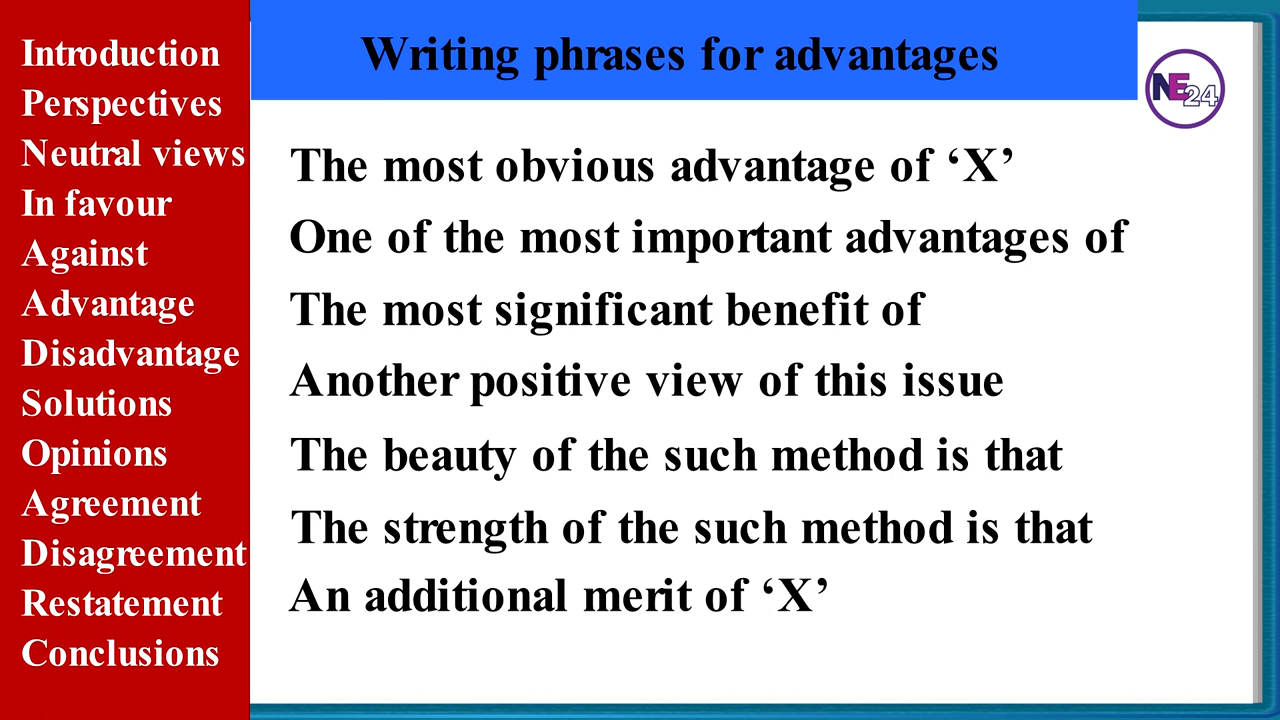 Introduction
Perspectives
Neutral views
In favour
Against
Advantage
Disadvantage
Solutions
Opinions
Agreement
Disagreement
Restatement
Conclusions
Writing phrases for advantages
NE24
The most obvious advantage of ‘X’
One of the most important advantages of
The most significant benefit of
Another positive view of this issue
The beauty of the such method is that
The strength of the such method is that
An additional merit of ‘X’